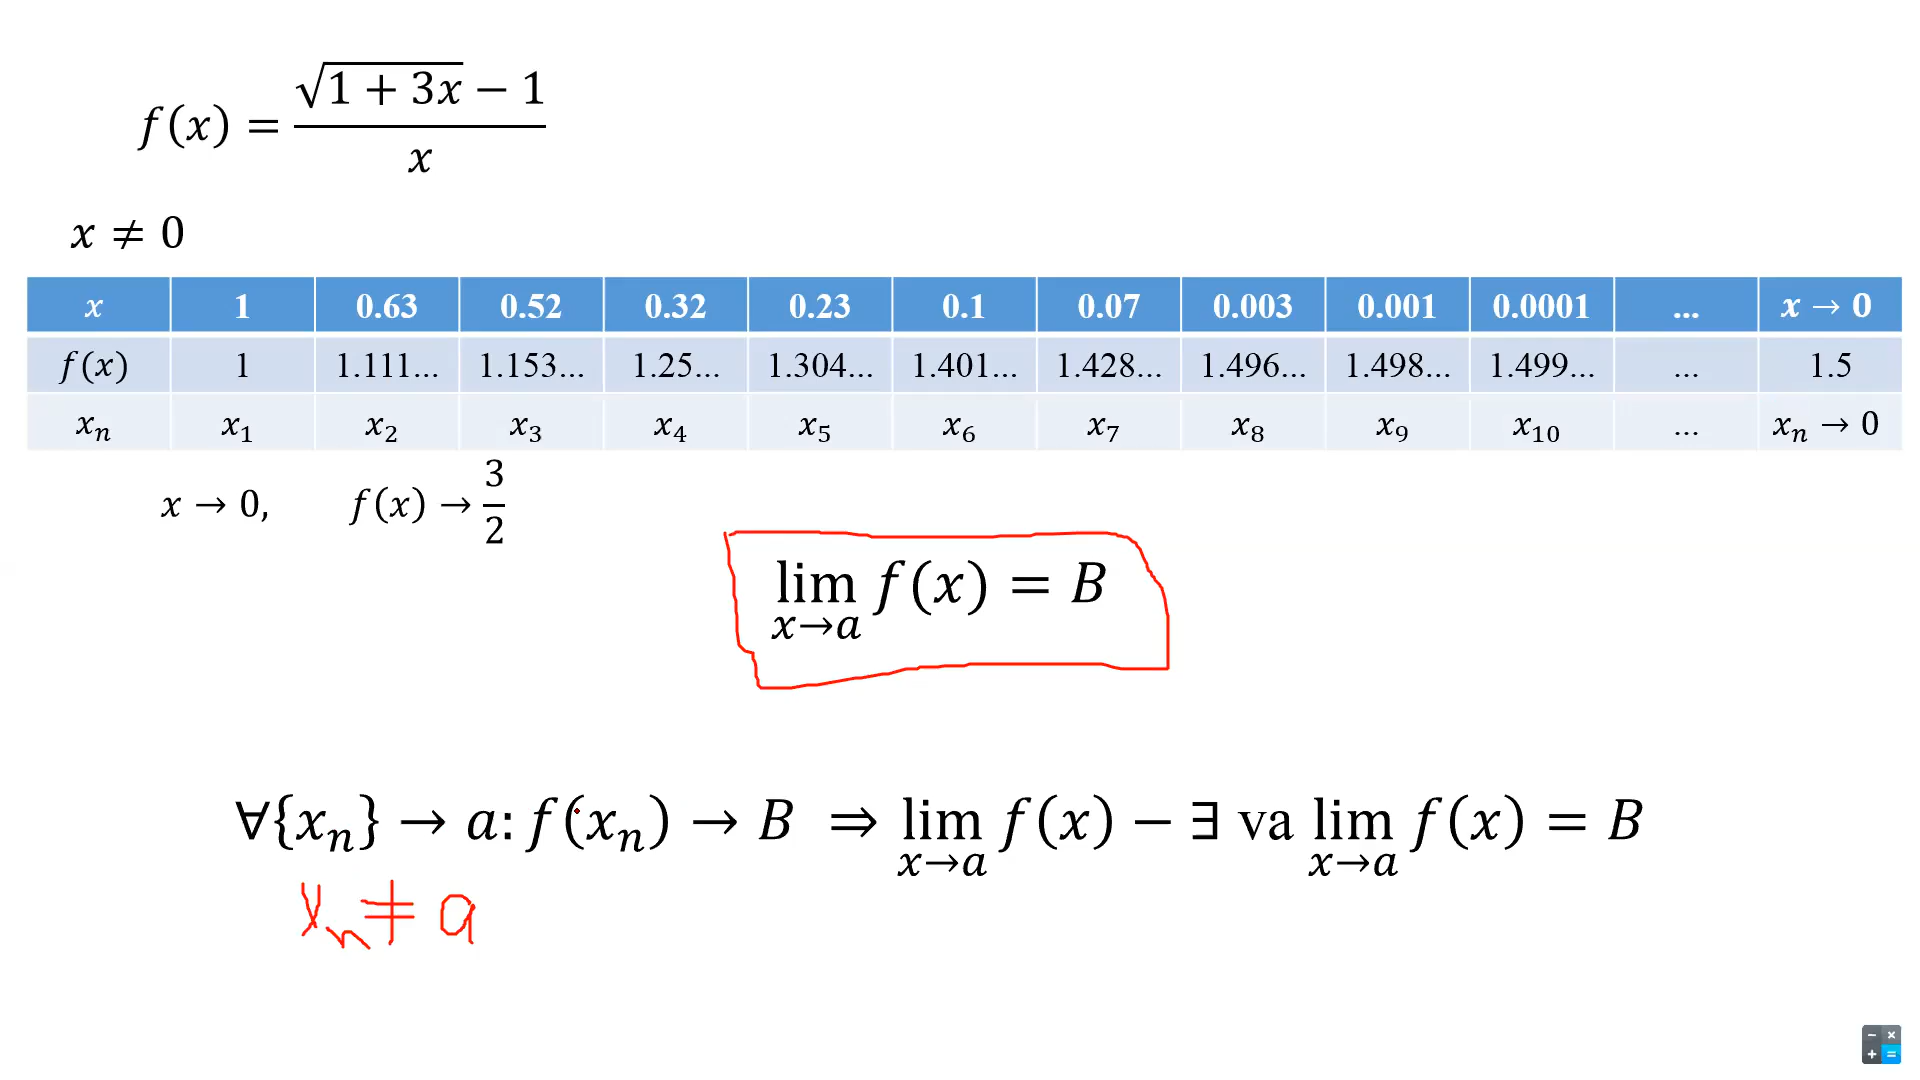 f(x) = (√(1 + 3x) − 1)/x
x ≠ 0
x 1 0.63 0.52 0.32 0.23 0.1 0.07 0.003 0.001 0.0001 ... x → 0
f(x) 1 1.111... 1.153... 1.25... 1.304... 1.401... 1.428... 1.496... 1.498... 1.499... ... 1.5
xₙ x₁ x₂ x₃ x₄ x₅ x₆ x₇ x₈ x₉ x₁₀ ... xₙ → 0
x → 0, f(x) → 3/2
lim x→a f(x) = B
∀{xₙ} → a: f(xₙ) → B ⇒ lim x→a f(x) − ∃ va lim x→a f(x) = B
xₙ ≠ a